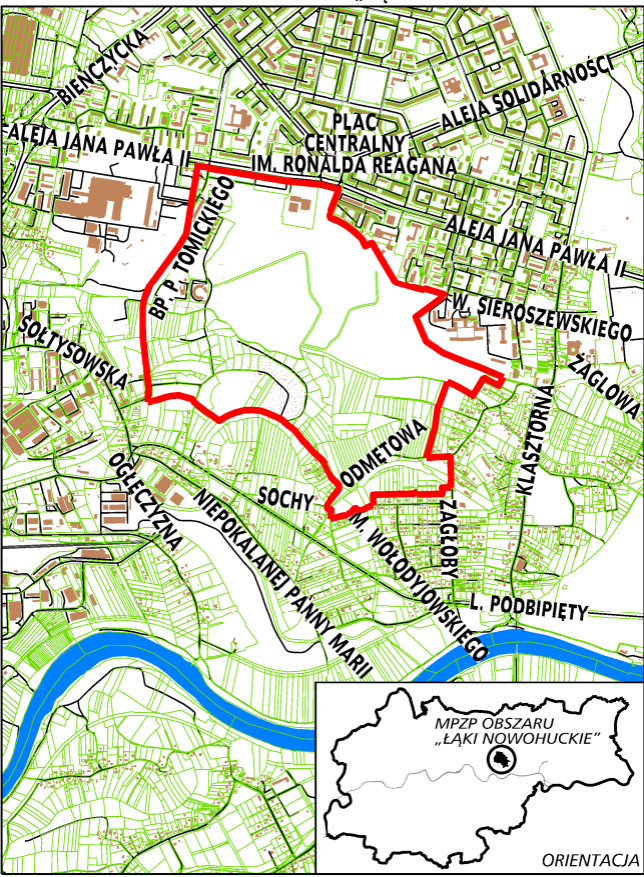 BIEŃCZYCKA
ALEJA SOLIDARNOŚCI
PLAC
CENTRALNY
IM. RONALDA REAGANA
ALEJA JANA PAWŁA II
BP. P. TOMICKIEGO
ALEJA JANA PAWŁA II
W. SIEROSZEWSKIEGO
SOŁTYSOWSKA
ŻAGLOWA
KLASZTORNA
ODMĘTOWA
OGŁĘCZYZNA
SOCHY
NIEPOKALANEJ PANNY MARII
M. WOŁODYJOWSKIEGO
ZAGŁOBY
L. PODBIPIĘTY
MPZP OBSZARU
„ŁĄKI NOWOHUCKIE”
ORIENTACJA